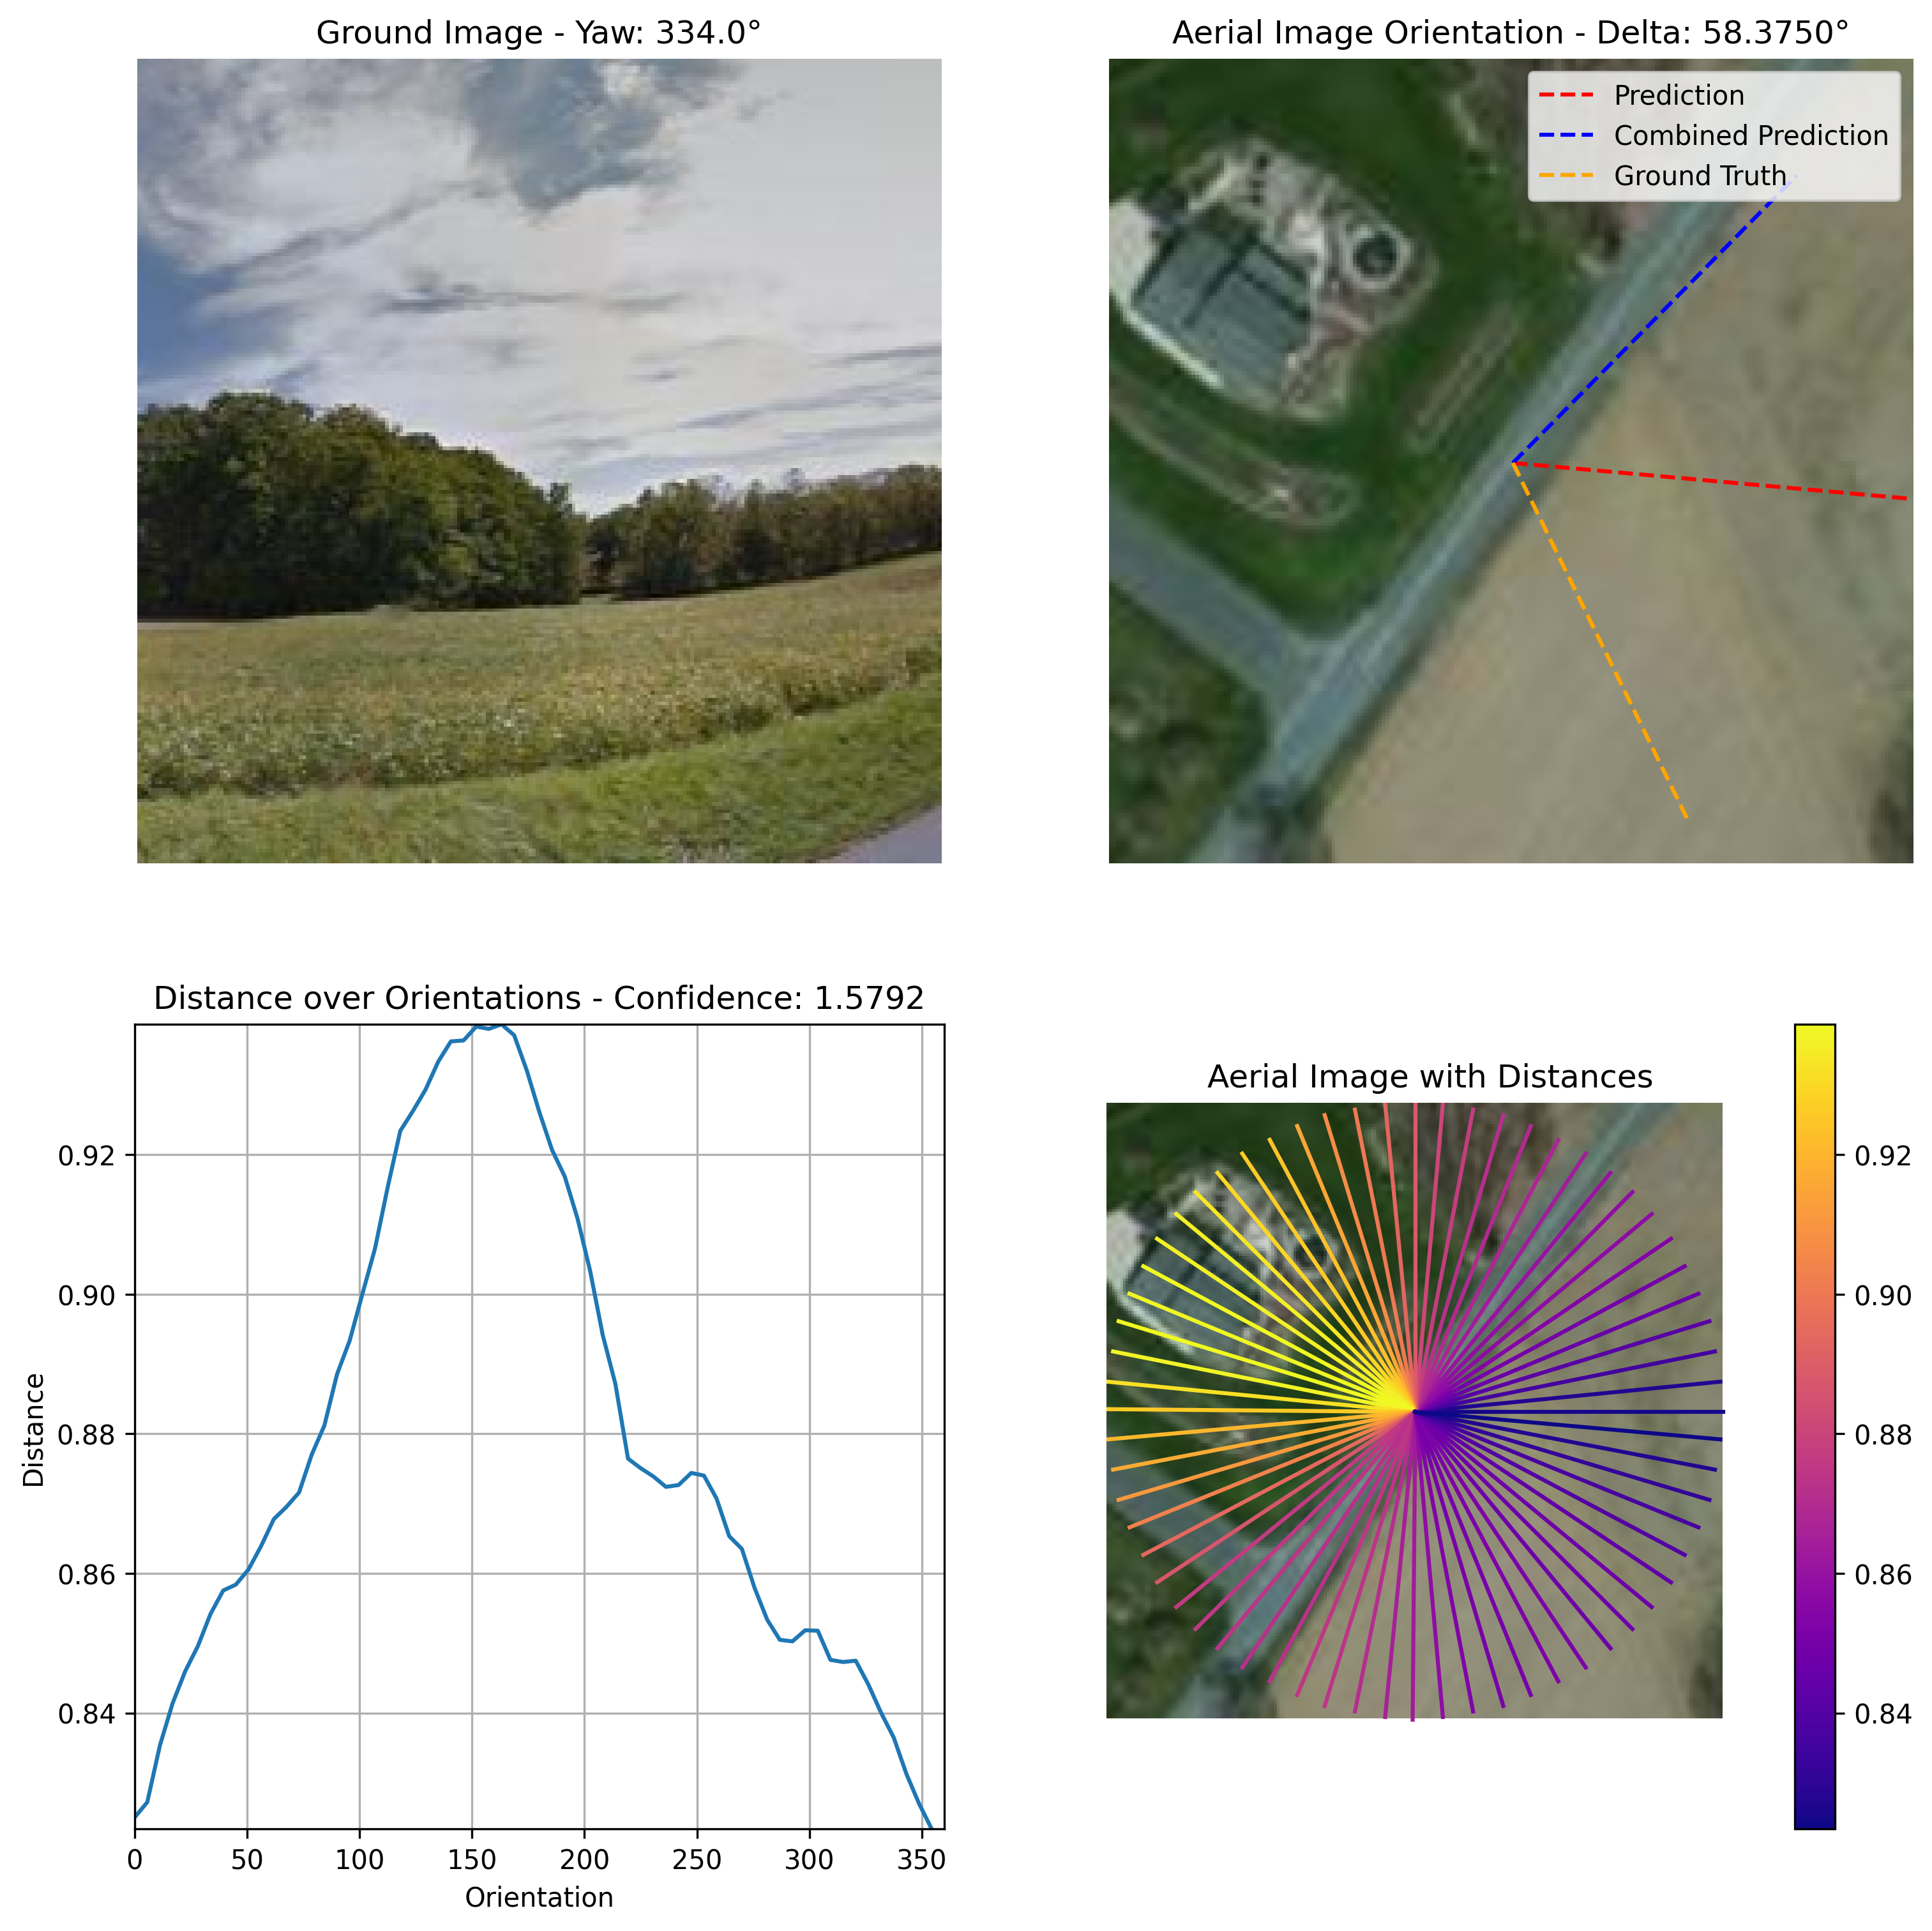 Ground Image - Yaw: 334.0°
Aerial Image Orientation - Delta: 58.3750°
Prediction
Combined Prediction
Ground Truth
Distance over Orientations - Confidence: 1.5792
Distance
0.92
0.90
0.88
0.86
0.84
0 50 100 150 200 250 300 350
Orientation
Aerial Image with Distances
0.92
0.90
0.88
0.86
0.84